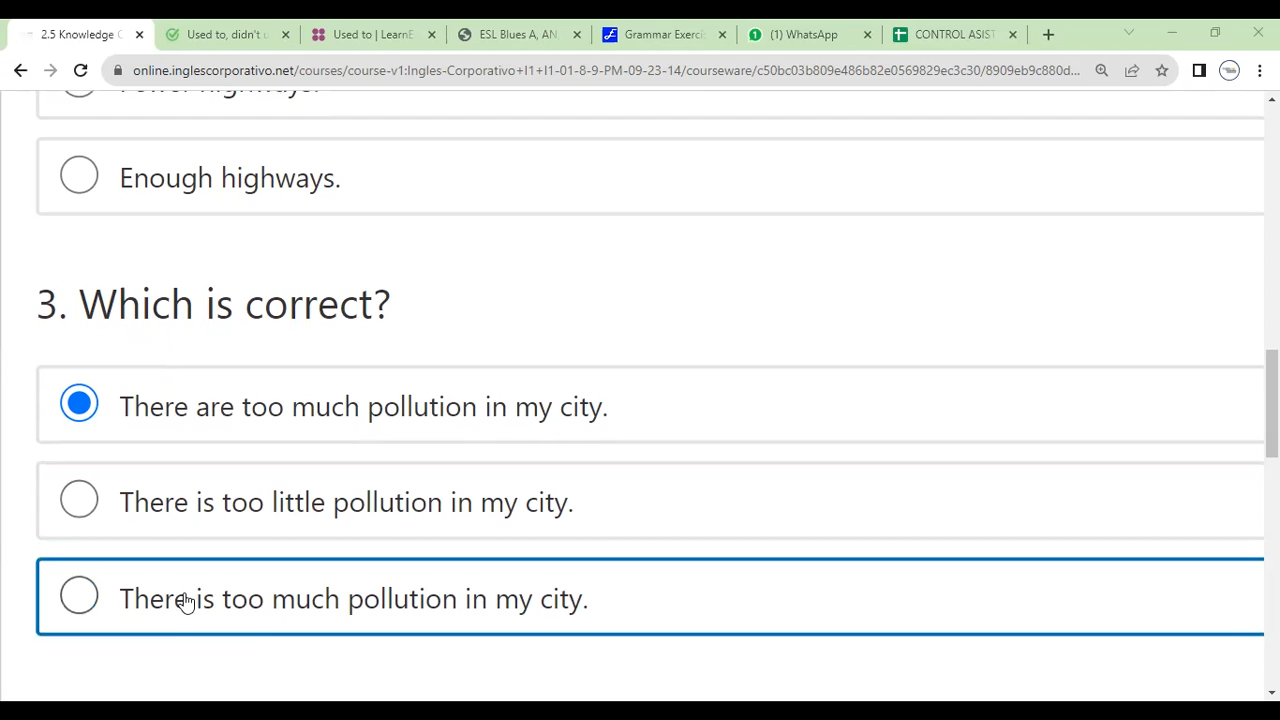 2.5 Knowledge C
Used to, didn't u
Used to | LearnE
ESL Blues A, AN
Grammar Exerci
(1) WhatsApp
CONTROL ASIST
online.inglescorporativo.net/courses/course-v1:Ingles-Corporativo+I1+I1-01-8-9-PM-09-23-14/courseware/c50bc03b809e486b82e0569829ec3c30/8909eb9c880d...
highways.
Enough highways.
3. Which is correct?
There are too much pollution in my city.
There is too little pollution in my city.
There is too much pollution in my city.